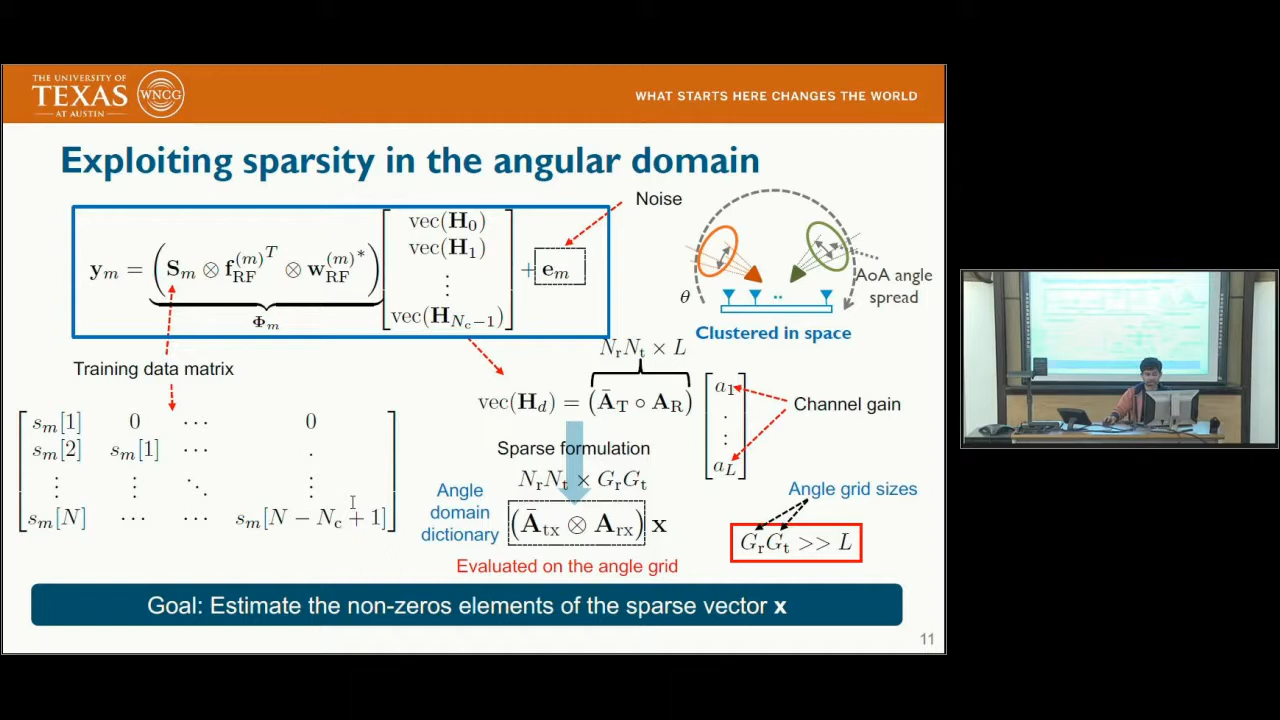 THE UNIVERSITY OF
TEXAS
AT AUSTIN
WNCG
WHAT STARTS HERE CHANGES THE WORLD
Exploiting sparsity in the angular domain
Noise
y_m = (S_m ⊗ f_RF^{(m)T} ⊗ w_RF^{(m)*}) [vec(H_0) vec(H_1) ⋮ vec(H_{N_c−1})] + e_m
Φ_m
θ
AoA angle
spread
Clustered in space
Training data matrix
N_r N_t × L
vec(H_d) = (Ā_T ∘ A_R) [a_1 . : a_L]
Channel gain
s_m[1] 0 ⋯ 0
s_m[2] s_m[1] ⋯ .
⋮ ⋮ ⋱ ⋮
s_m[N] ⋯ ⋯ s_m[N − N_c + 1]
Sparse formulation
N_r N_t × G_r G_t
Angle
domain
dictionary
(Ā_tx ⊗ A_rx) x
Evaluated on the angle grid
Angle grid sizes
G_r G_t >> L
Goal: Estimate the non-zeros elements of the sparse vector x
11